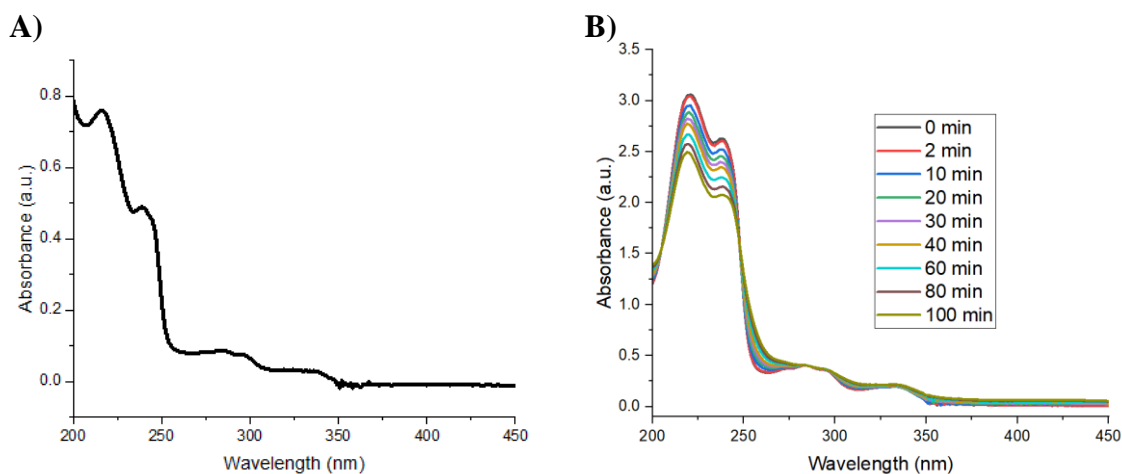 A)
Absorbance (a.u.)
0.8
0.6
0.4
0.2
0.0
200 250 300 350 400 450
Wavelength (nm)
B)
Absorbance (a.u.)
3.5
3.0
2.5
2.0
1.5
1.0
0.5
0.0
0 min
2 min
10 min
20 min
30 min
40 min
60 min
80 min
100 min
200 250 300 350 400 450
Wavelength (nm)